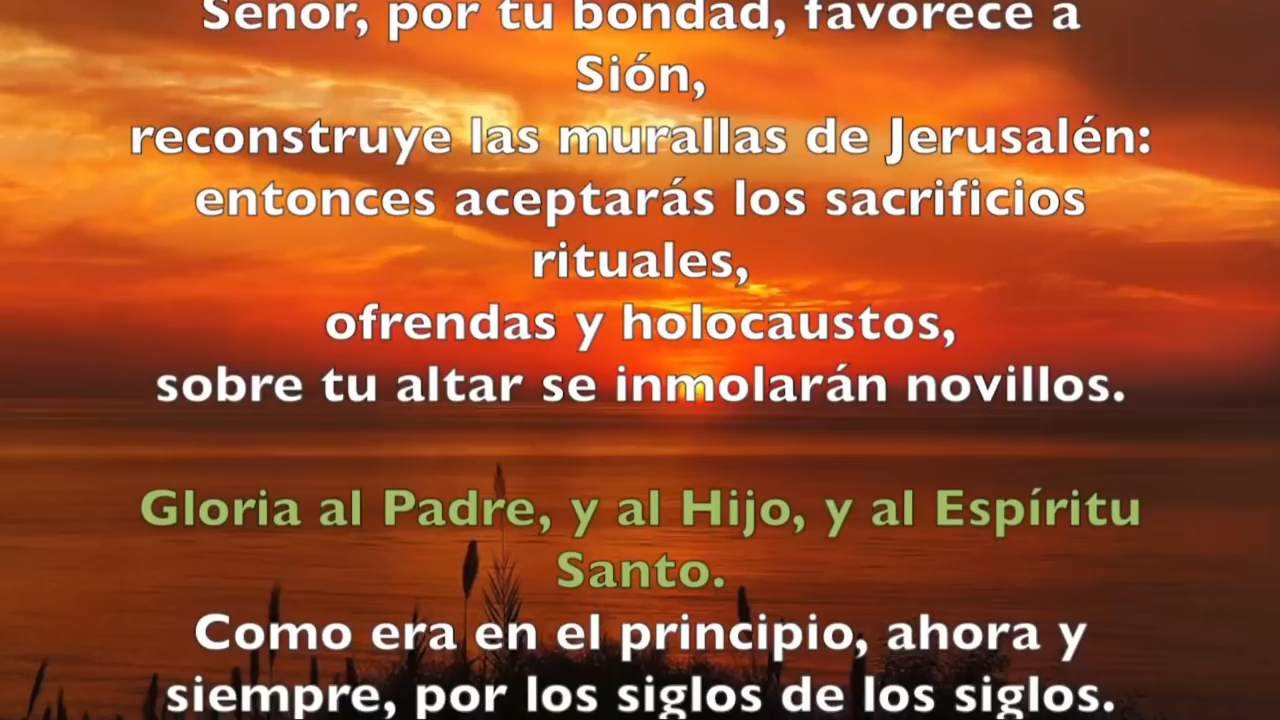 Señor, por tu bondad, favorece a
Sión,
reconstruye las murallas de Jerusalén:
entonces aceptarás los sacrificios
rituales,
ofrendas y holocaustos,
sobre tu altar se inmolarán novillos.
Gloria al Padre, y al Hijo, y al Espíritu
Santo.
Como era en el principio, ahora y
siempre, por los siglos de los siglos.